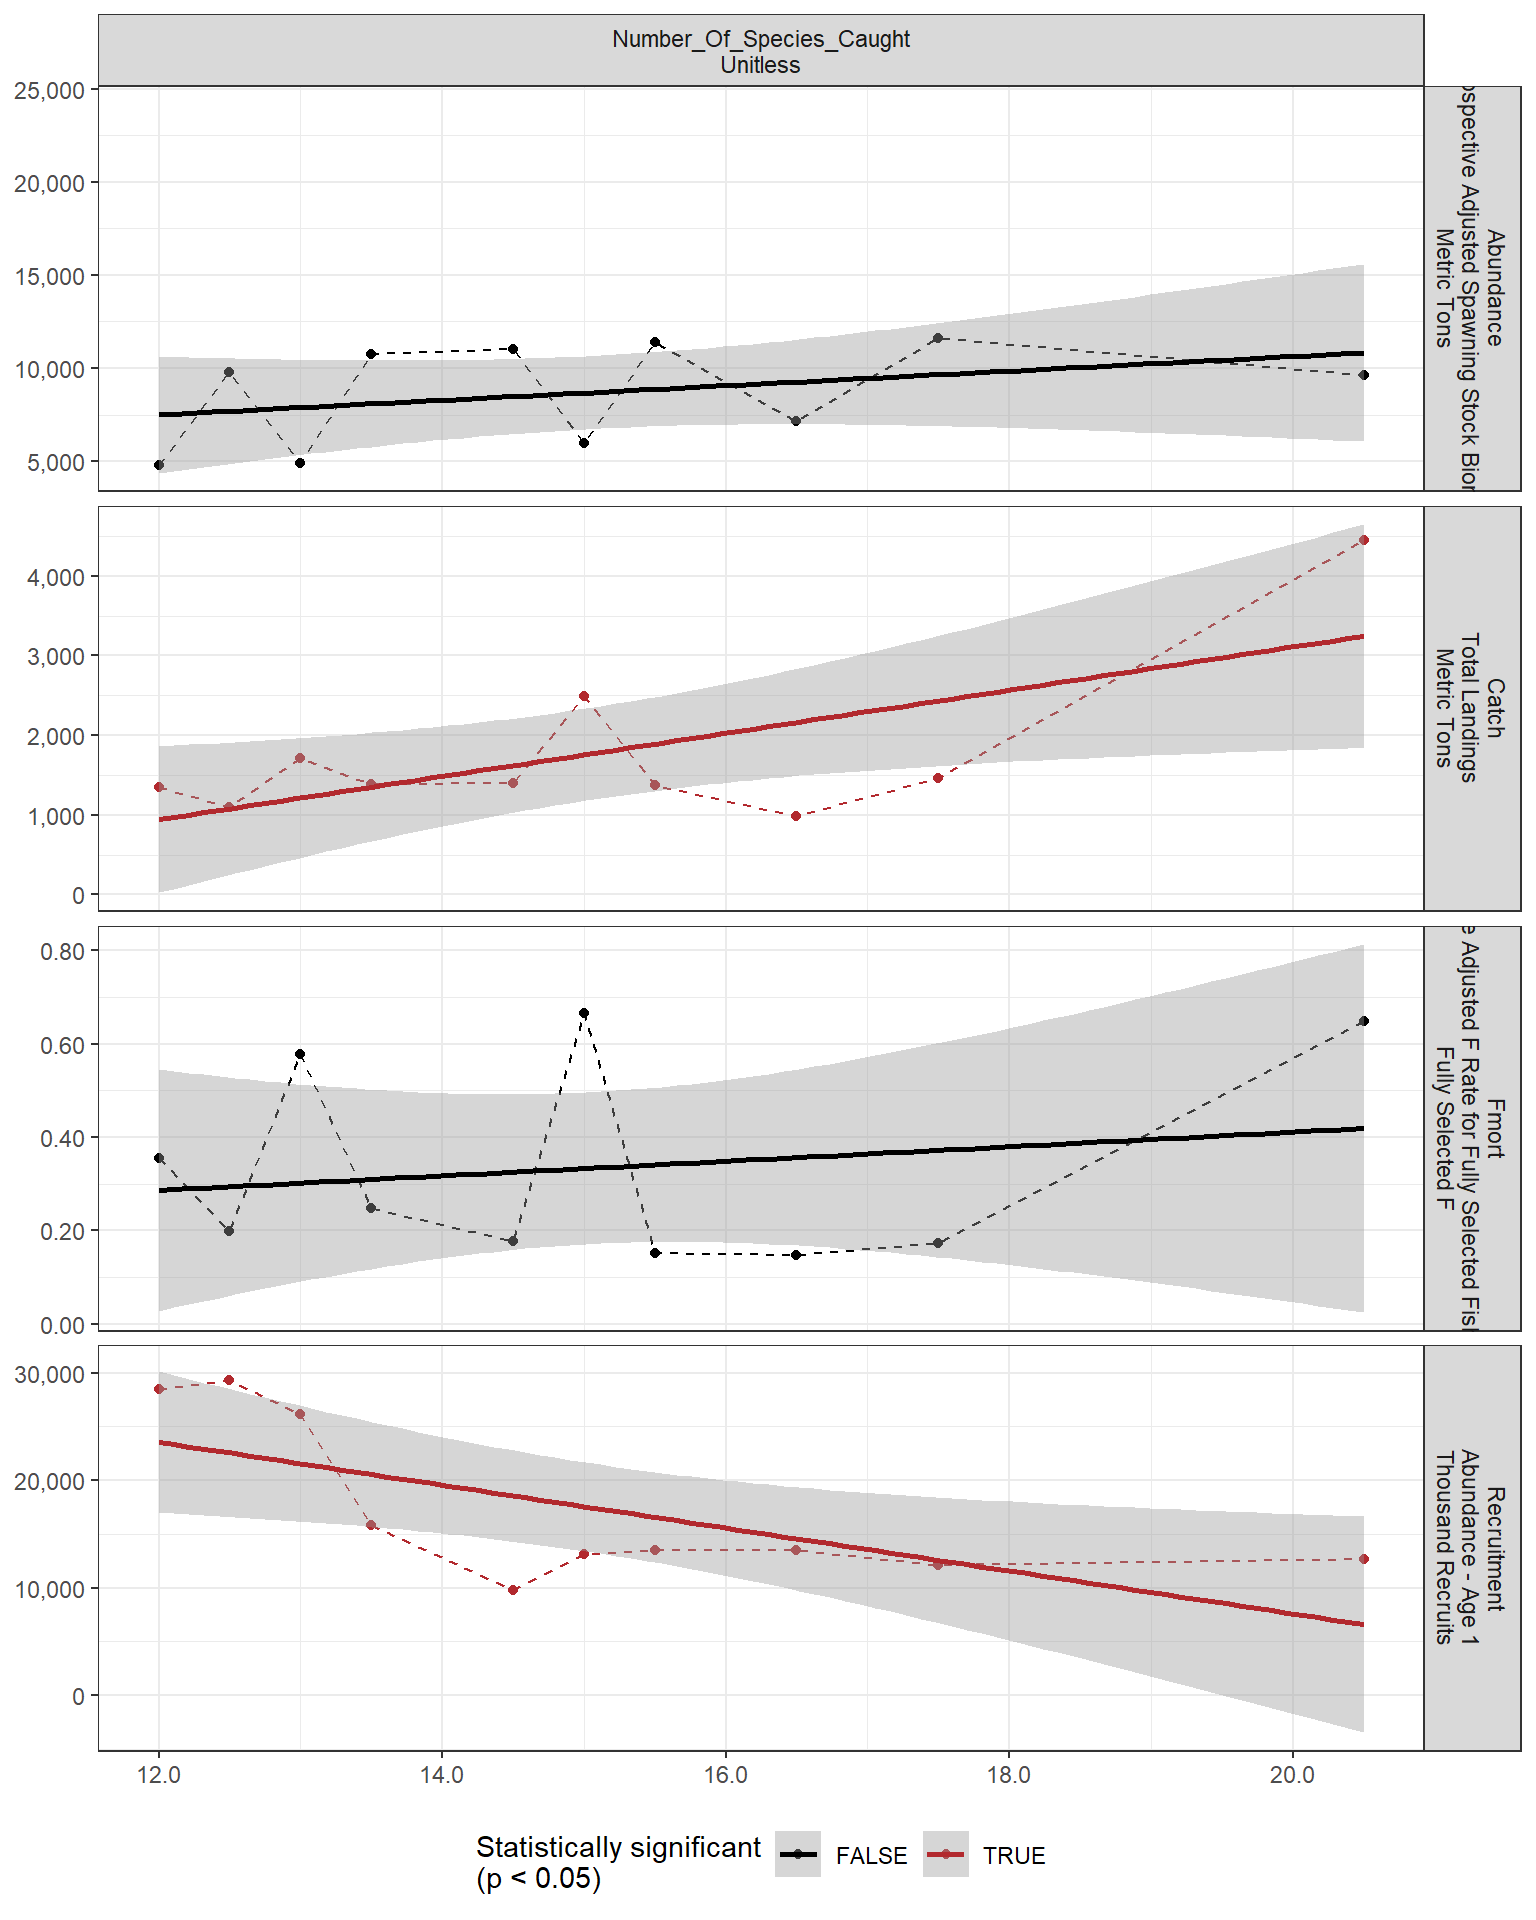 Number_Of_Species_Caught
Unitless
25,000
20,000
15,000
10,000
5,000
Abundance
Adjusted Spawning Stock
Metric Tons
4,000
3,000
2,000
1,000
0
Catch
Total Landings
Metric Tons
0.80
0.60
0.40
0.20
0.00
Fmort
Adjusted F Rate for Fully Selected
Fully Selected F
30,000
20,000
10,000
0
Recruitment
Abundance - Age 1
Thousand Recruits
12.0 14.0 16.0 18.0 20.0
Statistically significant
(p < 0.05)
FALSE TRUE